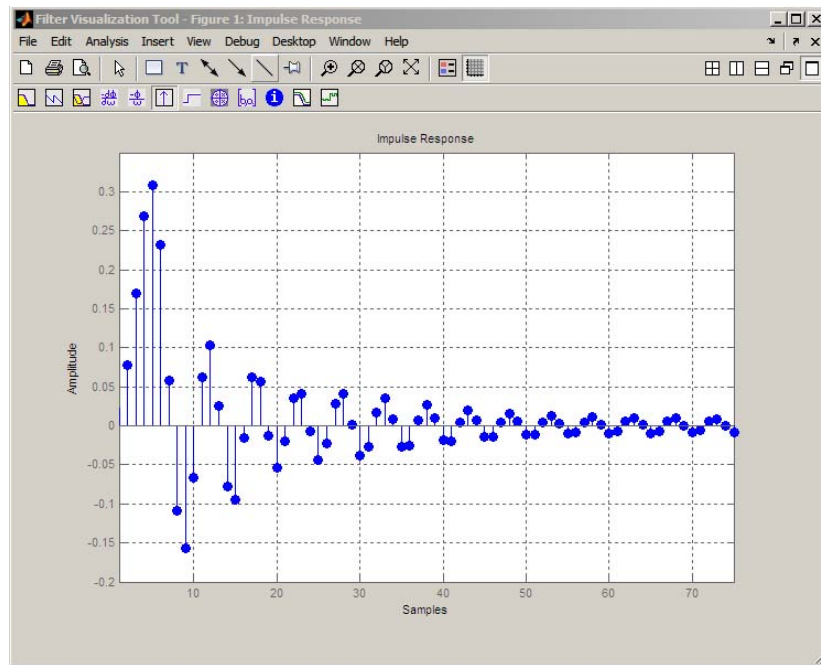 Filter Visualization Tool - Figure 1: Impulse Response
File Edit Analysis Insert View Debug Desktop Window Help
Impulse Response
0.3
0.25
0.2
0.15
0.1
0.05
0
-0.05
-0.1
-0.15
-0.2
Amplitude
10 20 30 40 50 60 70
Samples